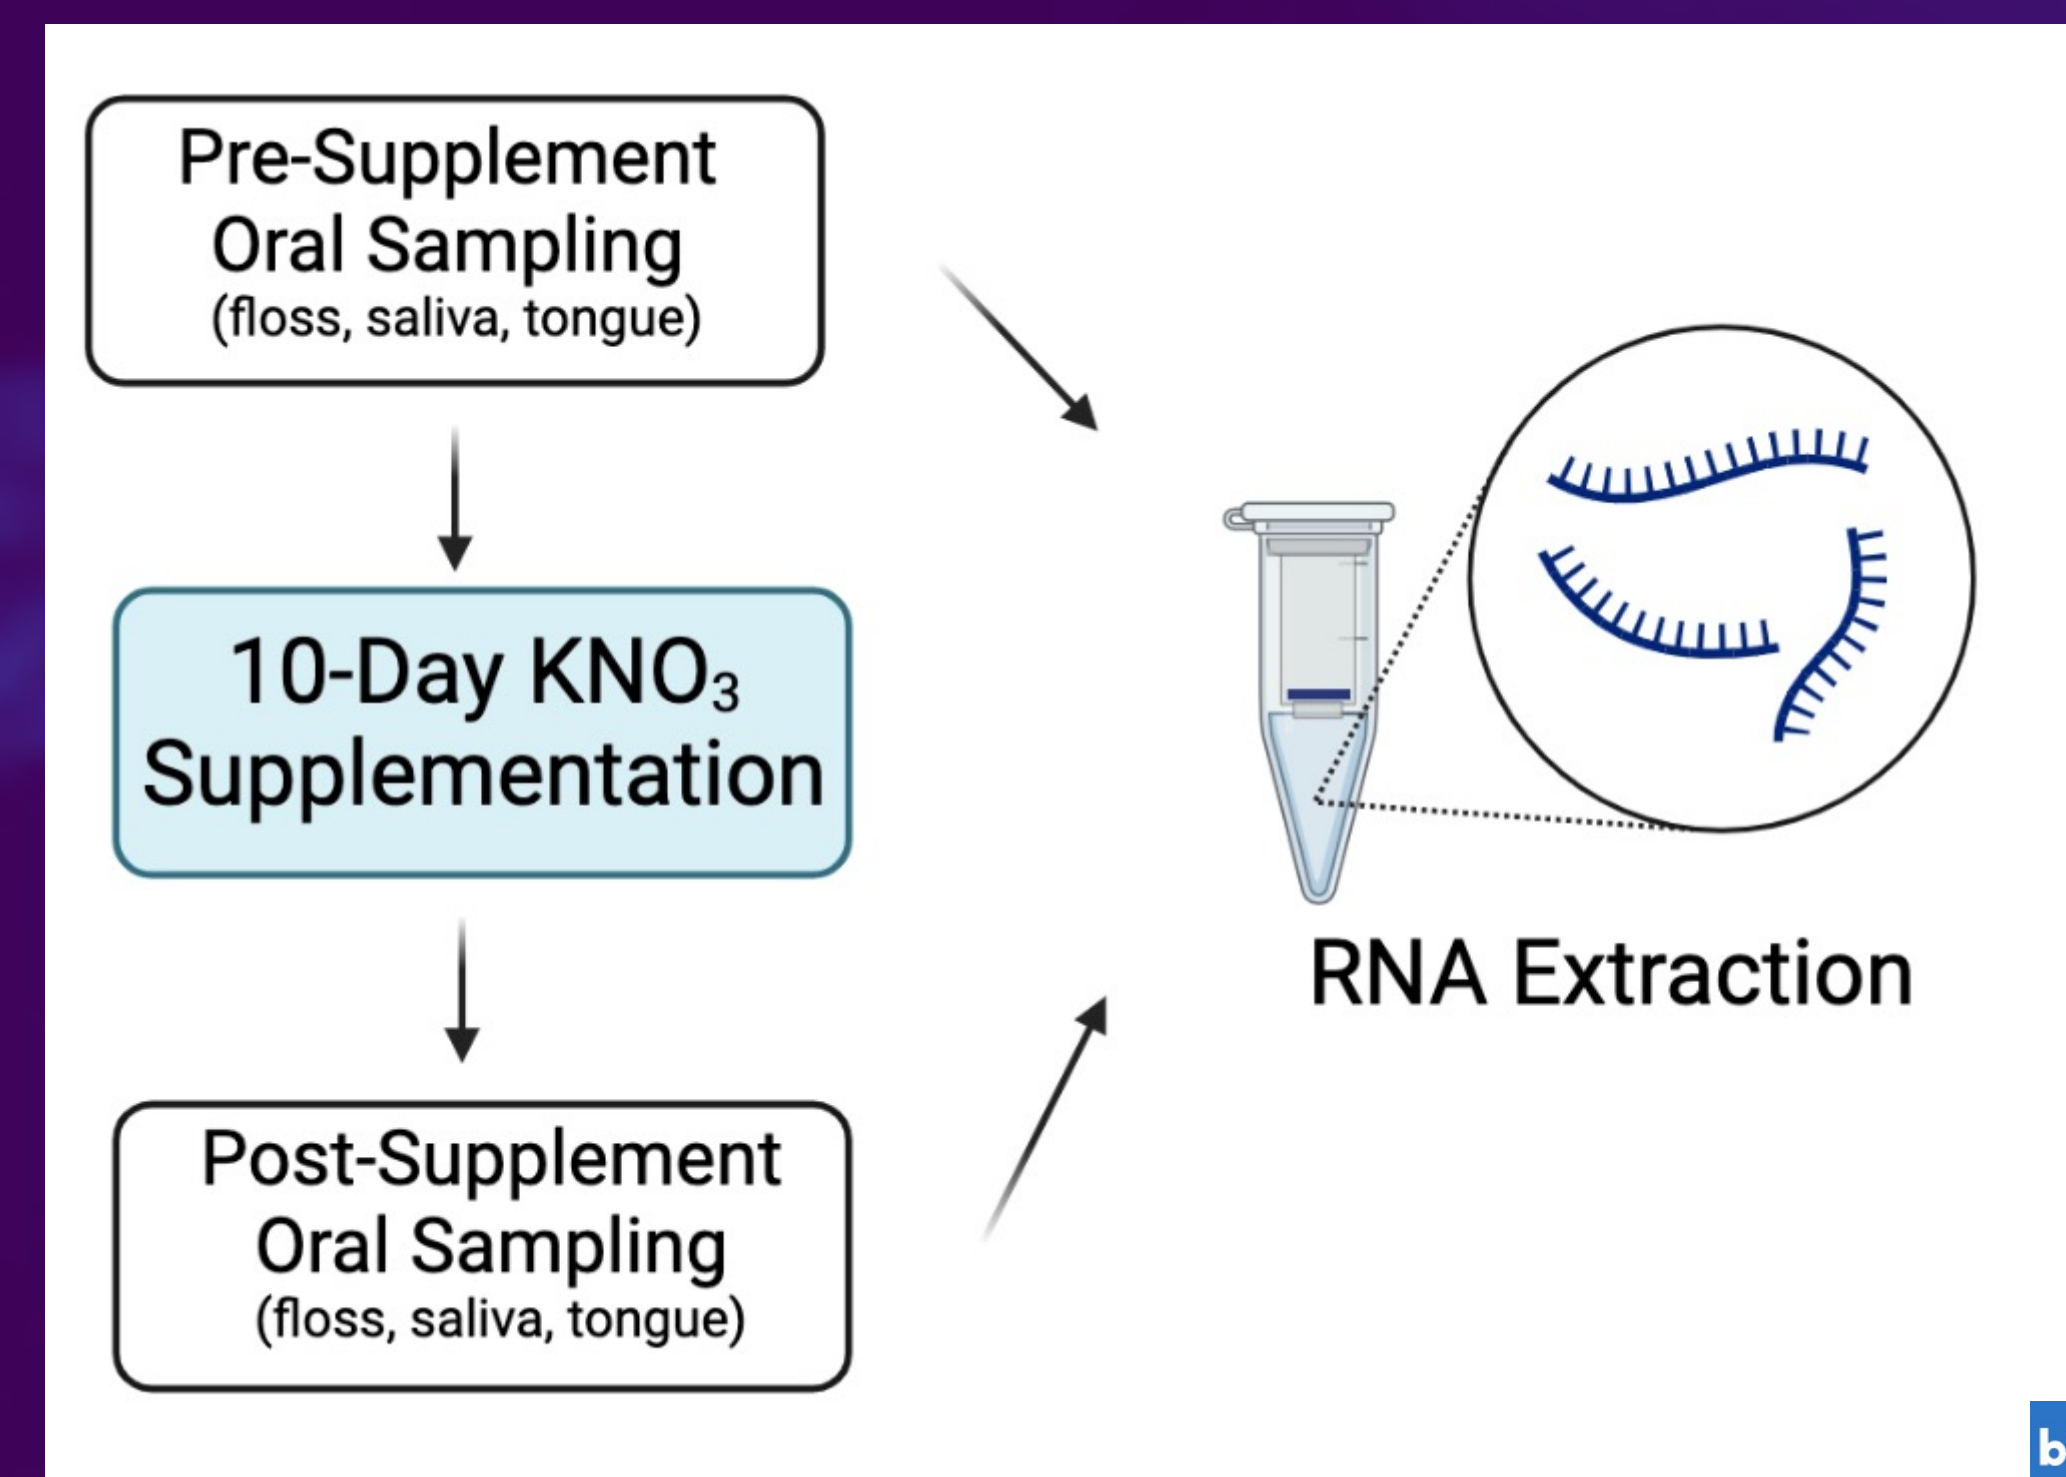 Pre-Supplement
Oral Sampling
(floss, saliva, tongue)
10-Day KNO₃
Supplementation
Post-Supplement
Oral Sampling
(floss, saliva, tongue)
RNA Extraction
b